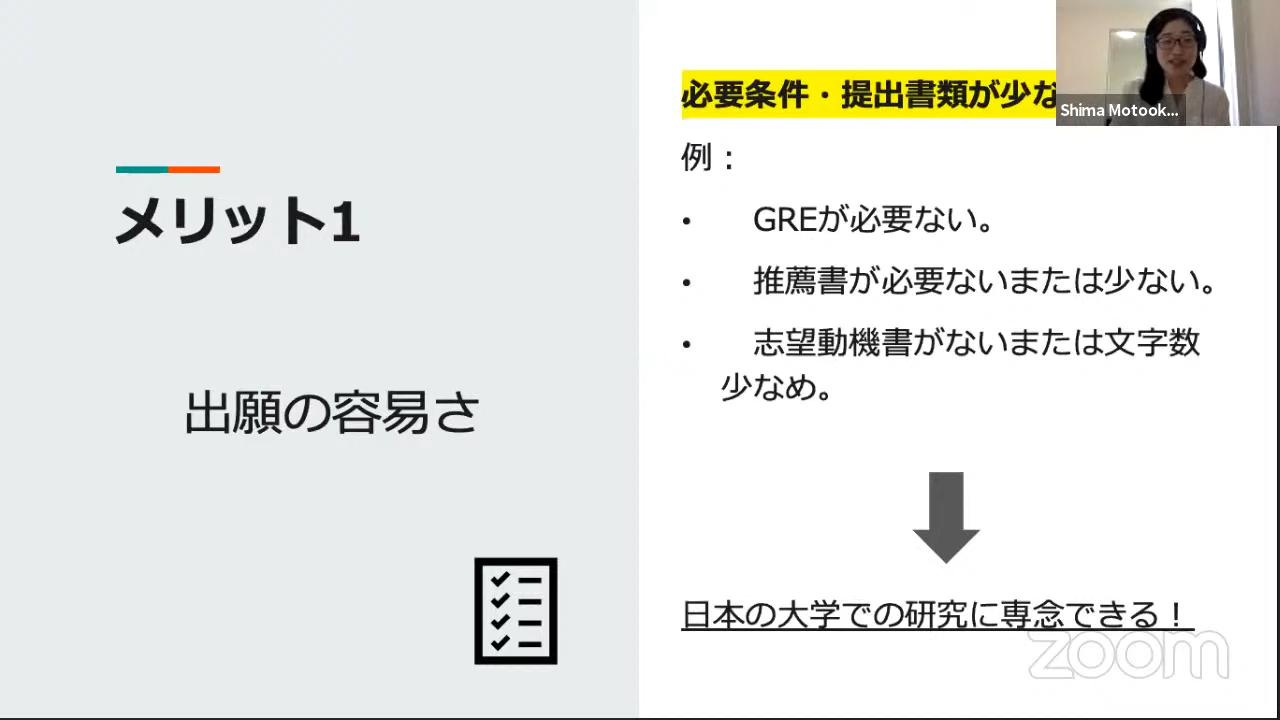 メリット1
出願の容易さ
必要条件・提出書類が少な
例：
• GREが必要ない。
• 推薦書が必要ないまたは少ない。
• 志望動機書がないまたは文字数
少なめ。
日本の大学での研究に専念できる！
Shima Motook...
zoom